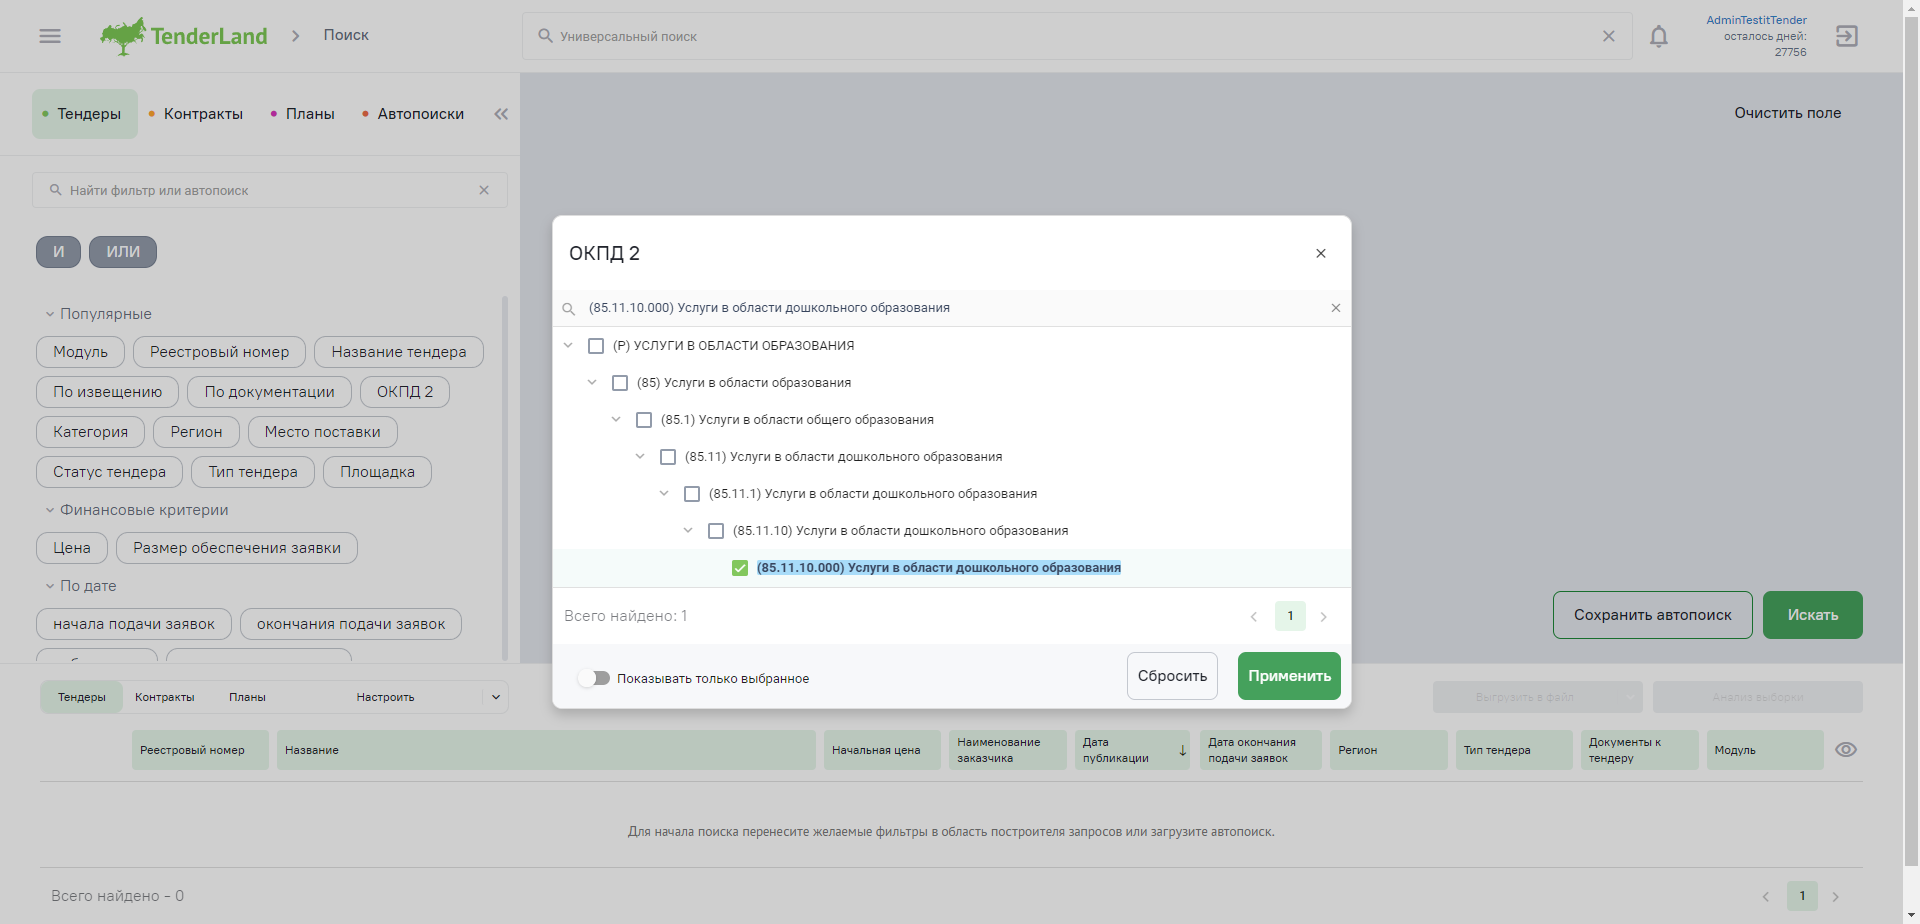 TenderLand
Поиск
Универсальный поиск
AdminTestitTender
осталось дней:
27756
Тендеры
Контракты
Планы
Автопоиски
Очистить поле
Найти фильтр или автопоиск
И
ИЛИ
Популярные
Модуль
Реестровый номер
Название тендера
По извещению
По документации
ОКПД 2
Категория
Регион
Место поставки
Статус тендера
Тип тендера
Площадка
Финансовые критерии
Цена
Размер обеспечения заявки
По дате
начала подачи заявок
окончания подачи заявок
ОКПД 2
(85.11.10.000) Услуги в области дошкольного образования
(P) УСЛУГИ В ОБЛАСТИ ОБРАЗОВАНИЯ
(85) Услуги в области образования
(85.1) Услуги в области общего образования
(85.11) Услуги в области дошкольного образования
(85.11.1) Услуги в области дошкольного образования
(85.11.10) Услуги в области дошкольного образования
(85.11.10.000) Услуги в области дошкольного образования
Всего найдено: 1
1
Показывать только выбранное
Сбросить
Применить
Сохранить автопоиск
Искать
Тендеры
Контракты
Планы
Настроить
Выгрузить в файл
Анализ выборки
Реестровый номер
Название
Начальная цена
Наименование
заказчика
Дата
публикации
Дата окончания
подачи заявок
Регион
Тип тендера
Документы к
тендеру
Модуль
Для начала поиска перенесите желаемые фильтры в область построителя запросов или загрузите автопоиск.
Всего найдено - 0
1